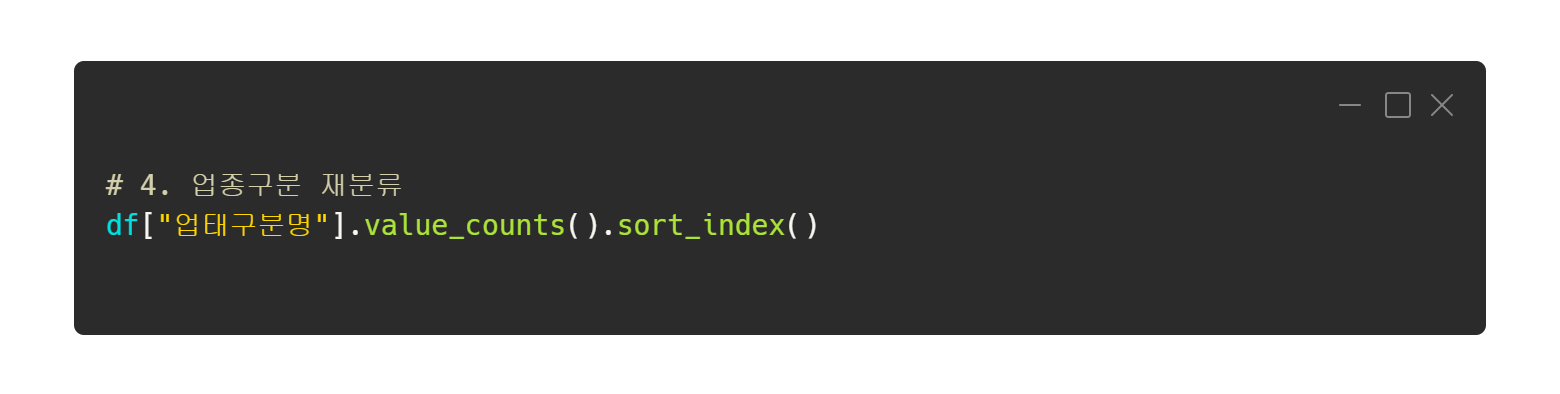 # 4. 업종구분 재분류
df["업태구분명"].value_counts().sort_index()